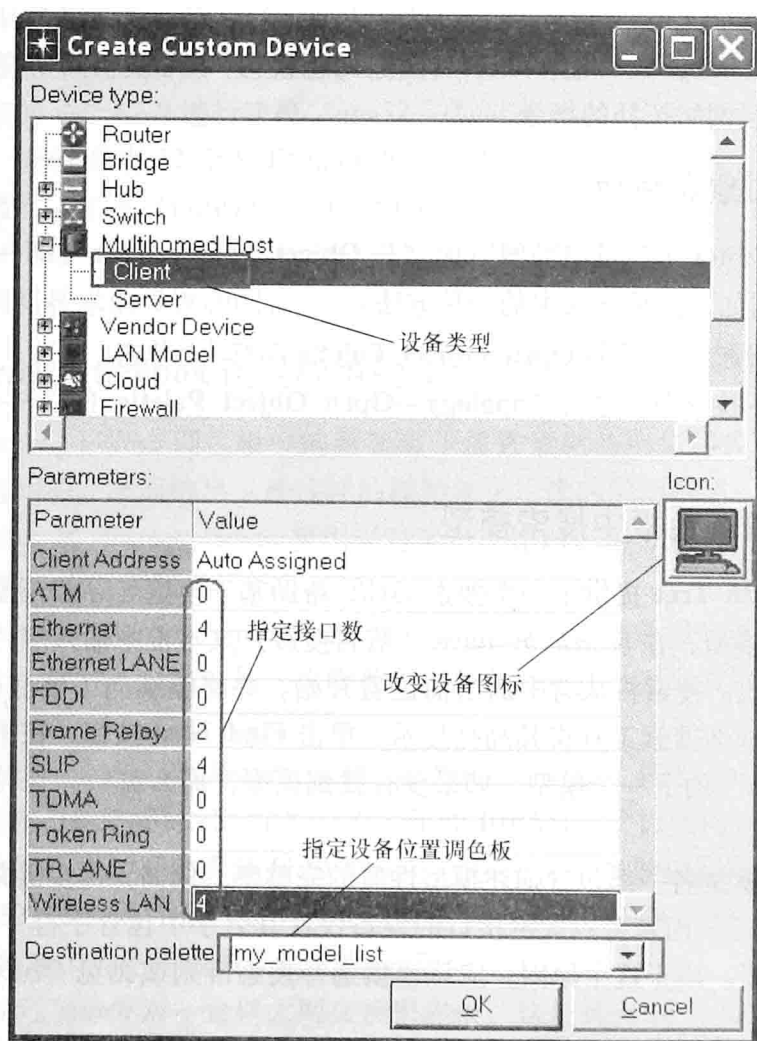 Create Custom Device
Device type:
Router
Bridge
Hub
Switch
Multihomed Host
Client
Server
Vendor Device
设备类型
LAN Model
Cloud
Firewall
Parameters:
Icon:
Parameter Value
Client Address Auto Assigned
ATM 0
Ethernet 4
指定接口数
Ethernet LANE 0
改变设备图标
FDDI 0
Frame Relay 2
SLIP 4
TDMA 0
Token Ring 0
指定设备位置调色板
TR LANE 0
Wireless LAN 4
Destination palette my_model_list
OK Cancel